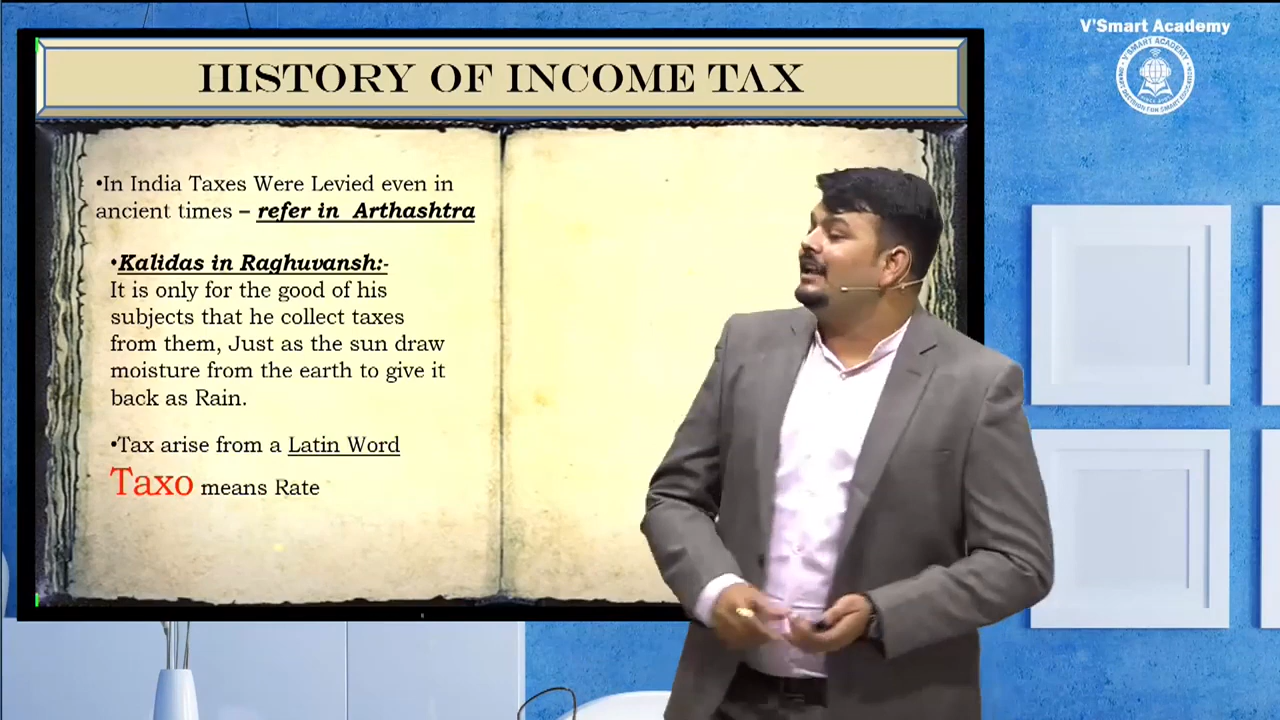 V'Smart Academy
V'SMART ACADEMY
HISTORY OF INCOME TAX
•In India Taxes Were Levied even in
ancient times – refer in Arthashtra
•Kalidas in Raghuvansh:-
It is only for the good of his
subjects that he collect taxes
from them, Just as the sun draw
moisture from the earth to give it
back as Rain.
•Tax arise from a Latin Word
Taxo means Rate